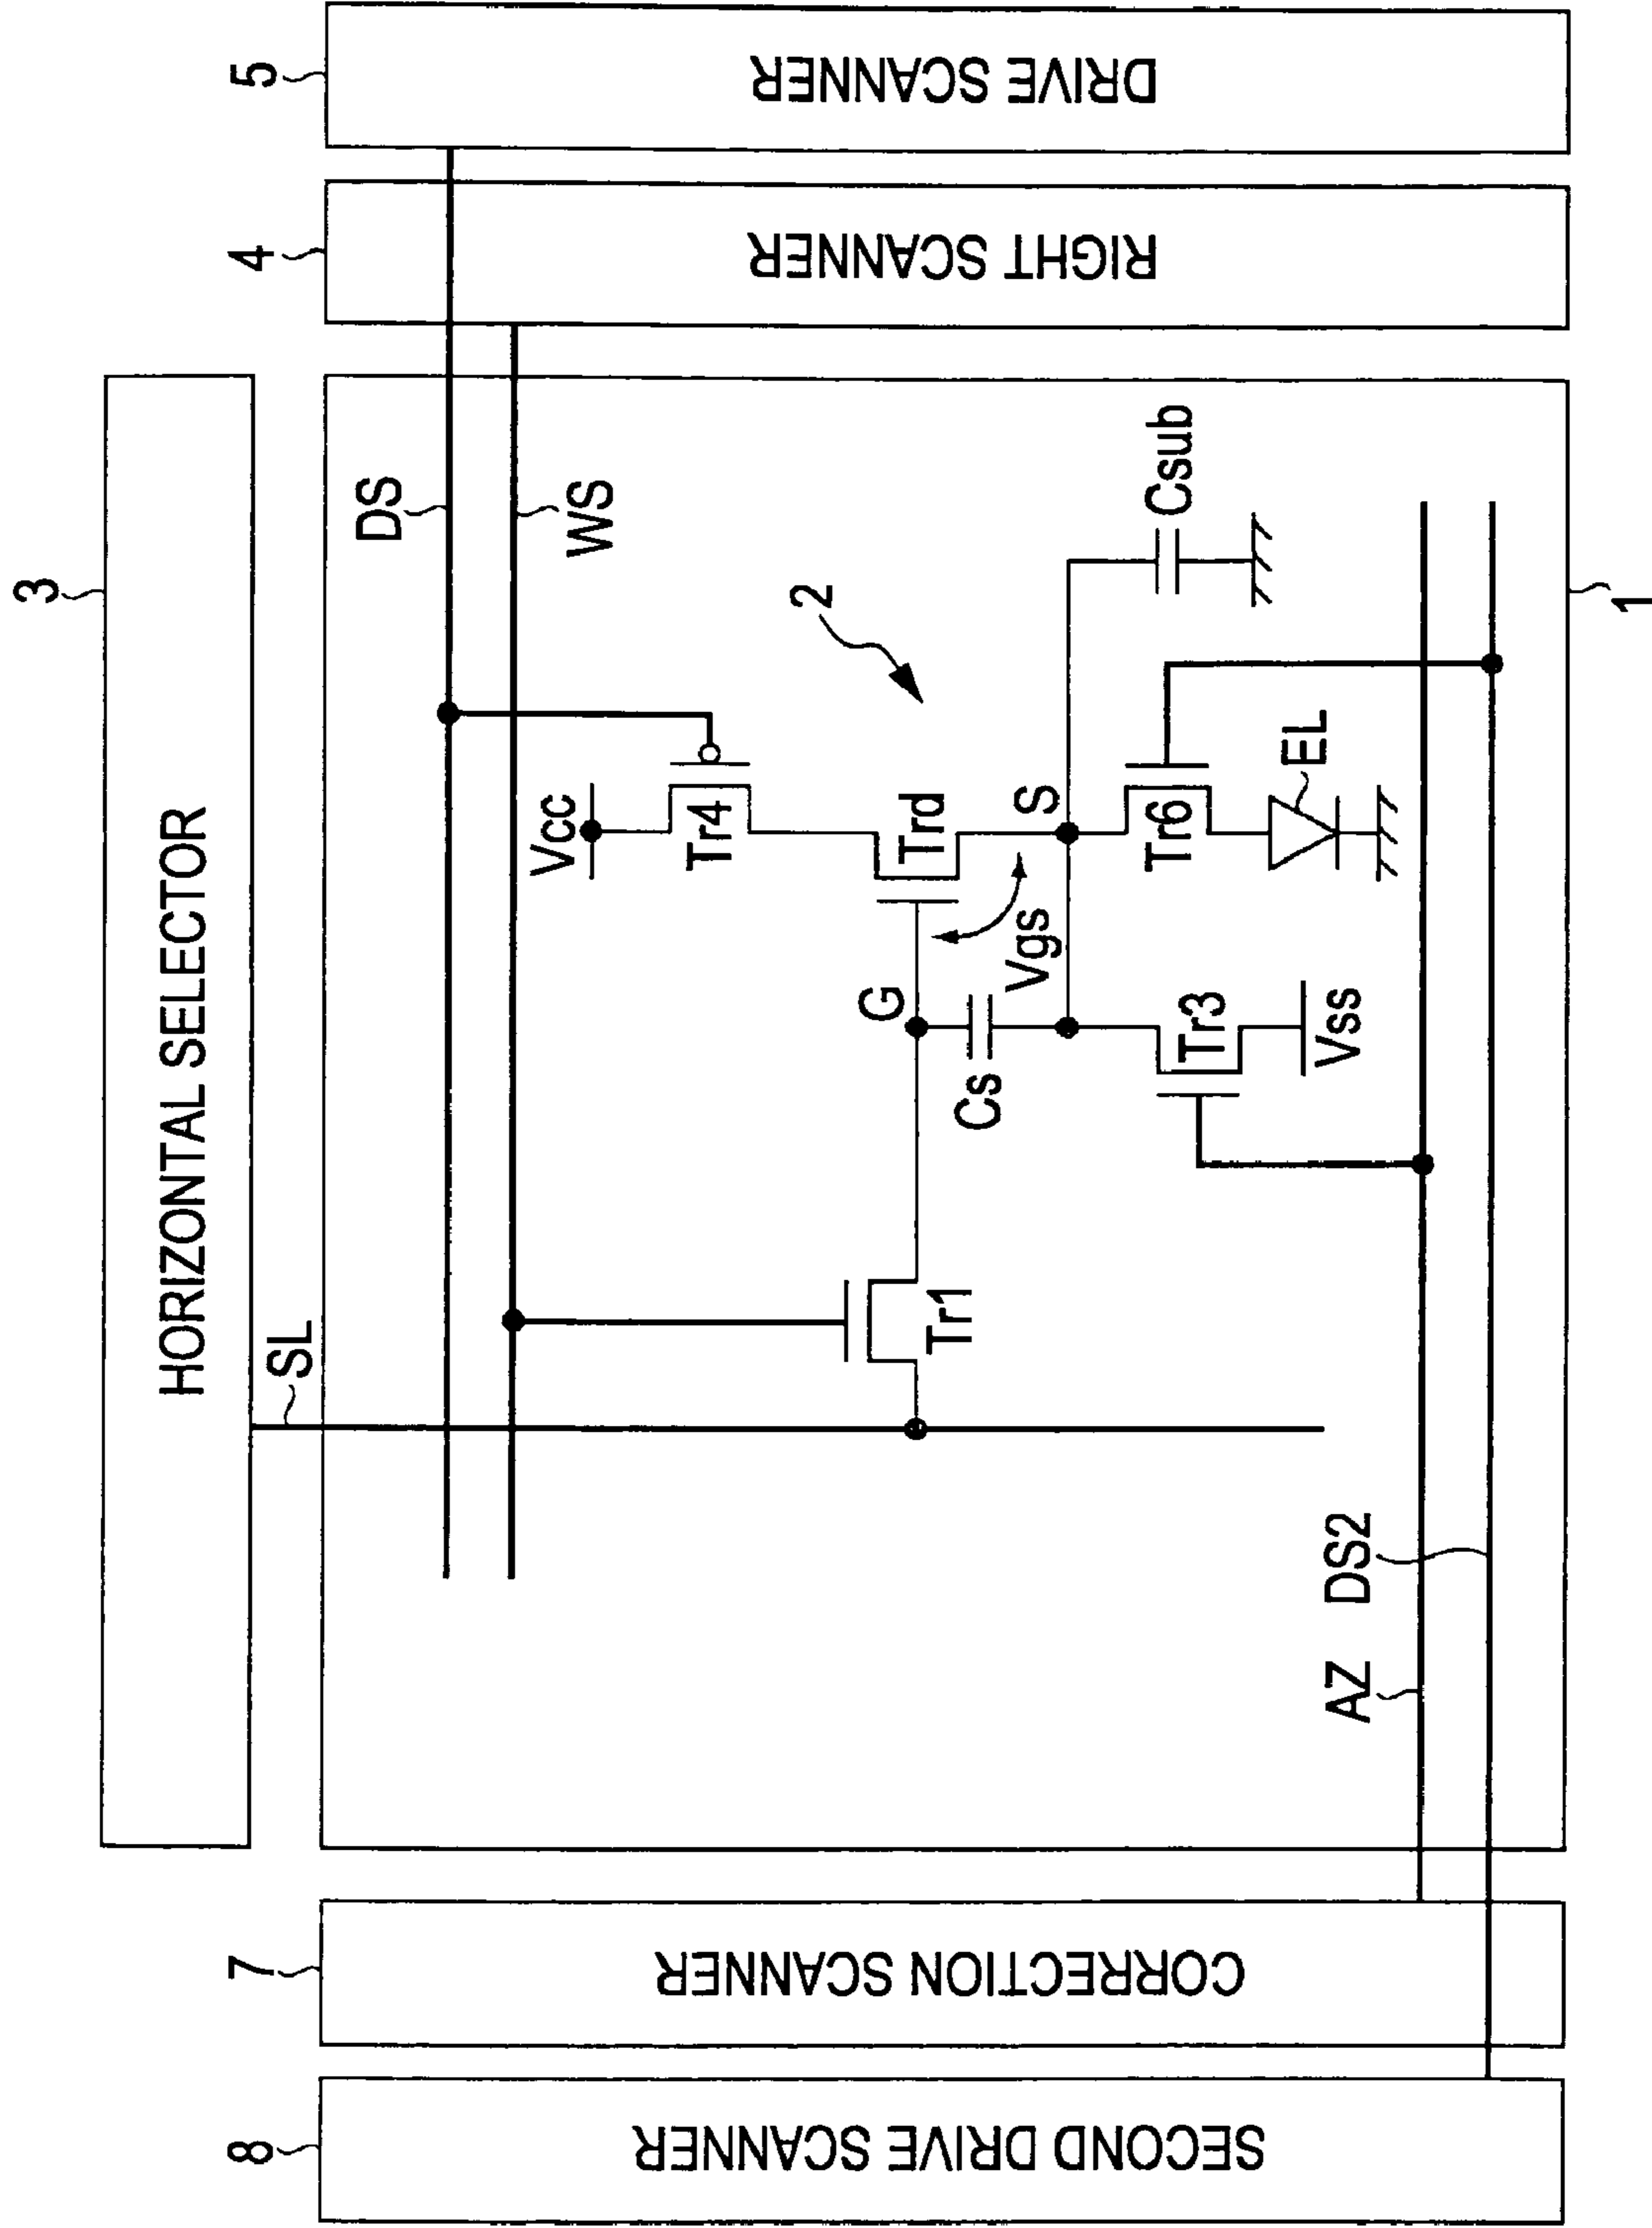 3
HORIZONTAL SELECTOR
8
SECOND DRIVE SCANNER
7
CORRECTION SCANNER
SL
DS
WS
4
RIGHT SCANNER
5
DRIVE SCANNER
Vcc
Tr4
2
Trd
G
Vgs
S
Cs
Tr1
Tr3
Vss
Tr6
EL
Csub
AZ
DS2
1